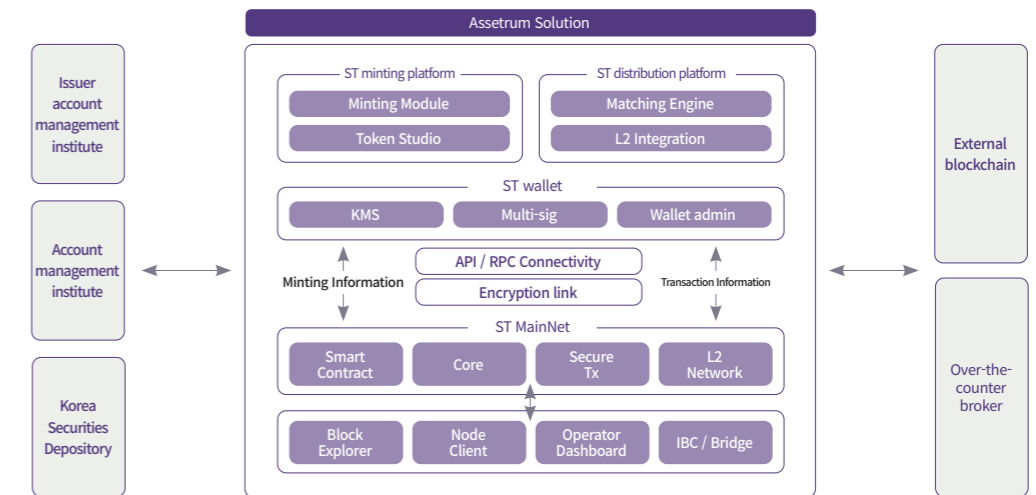 Assetrum Solution
Issuer
account
management
institute
Account
management
institute
Korea
Securities
Depository
ST minting platform
Minting Module
Token Studio
ST distribution platform
Matching Engine
L2 Integration
ST wallet
KMS
Multi-sig
Wallet admin
Minting Information
API / RPC Connectivity
Encryption link
Transaction Information
ST MainNet
Smart
Contract
Core
Secure
Tx
L2
Network
Block
Explorer
Node
Client
Operator
Dashboard
IBC / Bridge
External
blockchain
Over-the-
counter
broker